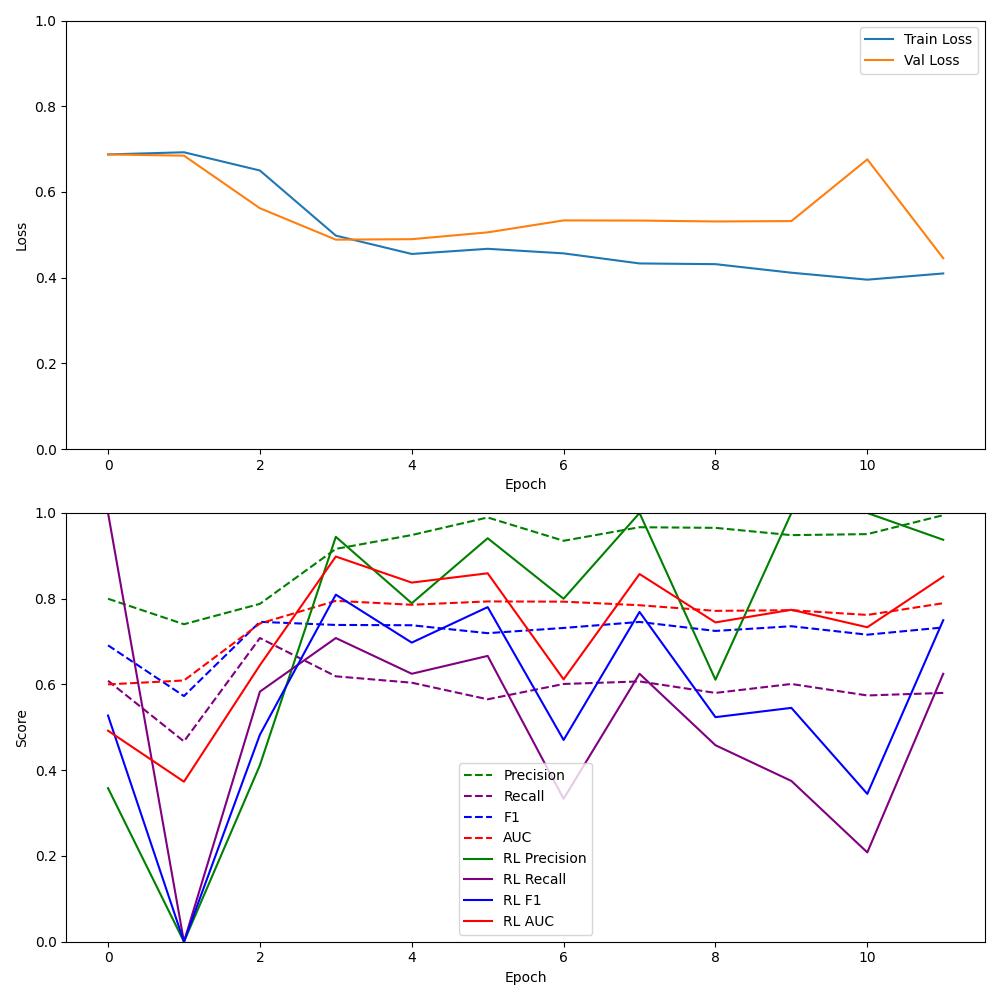 1.0
0.8
0.6
0.4
0.2
0.0
Loss
Train Loss
Val Loss
0 2 4 6 8 10
Epoch
1.0
0.8
0.6
0.4
0.2
0.0
Score
Precision
Recall
F1
AUC
RL Precision
RL Recall
RL F1
RL AUC
0 2 4 6 8 10
Epoch